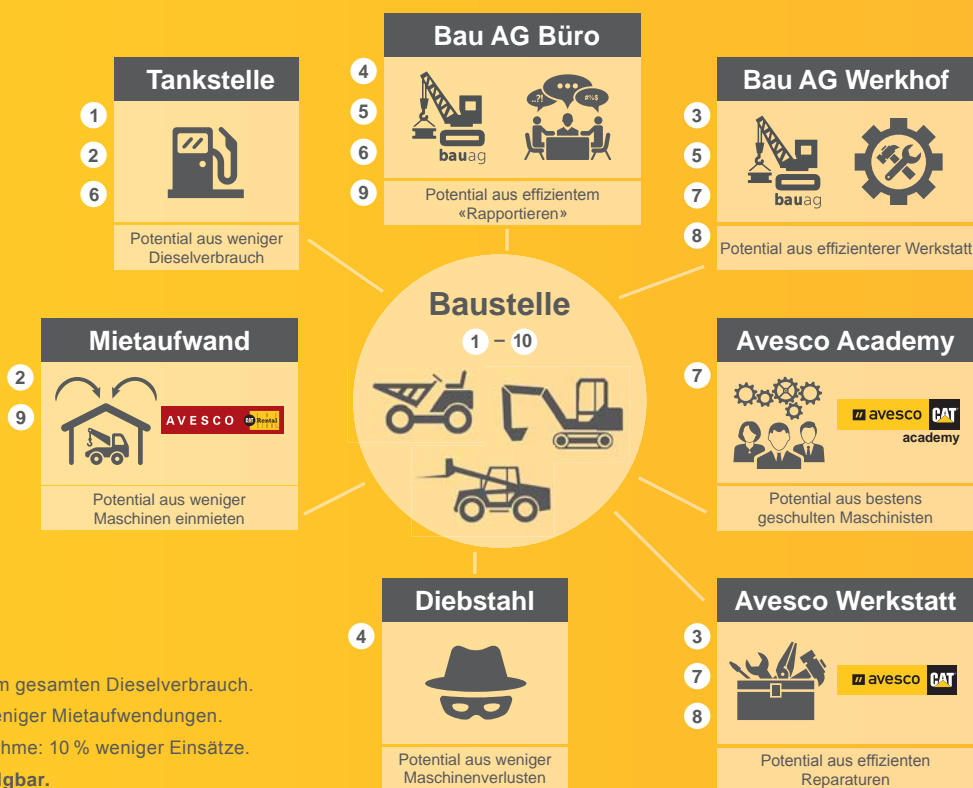 Bau AG Büro
4
5
6
9
..?!
#%$
bauag
Potential aus effizientem
«Rapportieren»
Tankstelle
1
2
6
Potential aus weniger
Dieselverbrauch
Bau AG Werkhof
3
5
7
8
bauag
Potential aus effizienterer Werkstatt
Baustelle
1 – 10
Mietaufwand
2
9
AVESCO CAT Rental
Potential aus weniger
Maschinen einmieten
Avesco Academy
7
avesco CAT
academy
Potential aus bestens
geschulten Maschinisten
Diebstahl
4
Potential aus weniger
Maschinenverlusten
Avesco Werkstatt
3
7
8
avesco CAT
Potential aus effizienten
Reparaturen
gesamten Dieselverbrauch.
Mietaufwendungen.
10 % weniger Einsätze.